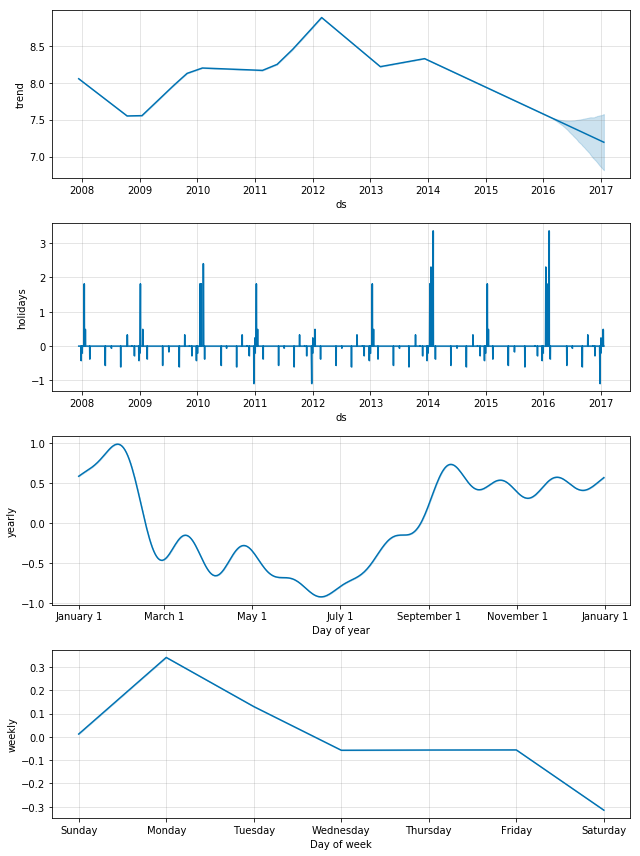 8.5
8.0
7.5
7.0
trend
2008 2009 2010 2011 2012 2013 2014 2015 2016 2017
ds
3
2
1
0
−1
holidays
2008 2009 2010 2011 2012 2013 2014 2015 2016 2017
ds
1.0
0.5
0.0
−0.5
−1.0
yearly
January 1 March 1 May 1 July 1 September 1 November 1 January 1
Day of year
0.3
0.2
0.1
0.0
−0.1
−0.2
−0.3
weekly
Sunday Monday Tuesday Wednesday Thursday Friday Saturday
Day of week